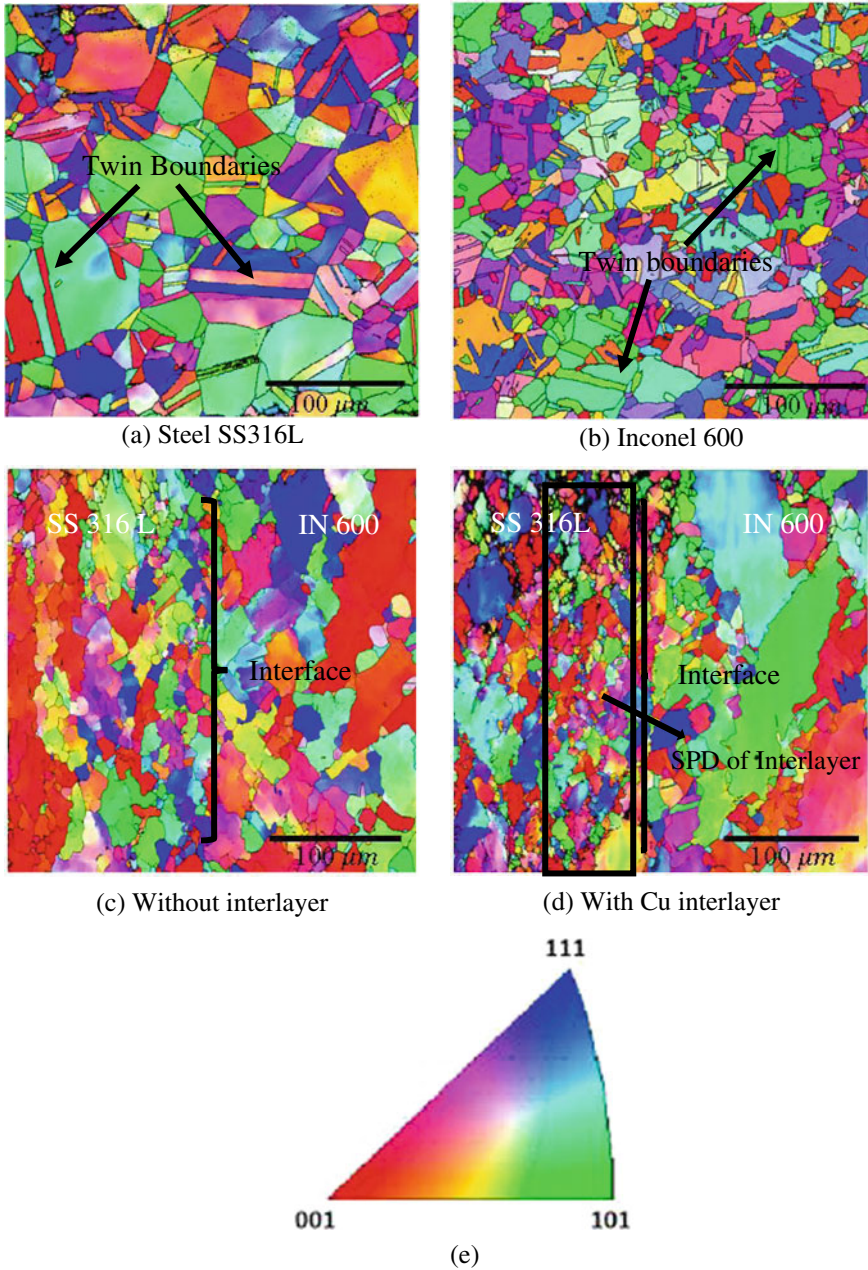 Twin Boundaries
100 μm
(a) Steel SS316L
Twin boundaries
100 μm
(b) Inconel 600
SS 316 L
IN 600
Interface
100 μm
(c) Without interlayer
SS 316L
IN 600
Interface
SPD of Interlayer
100 μm
(d) With Cu interlayer
111
001
101
(e)